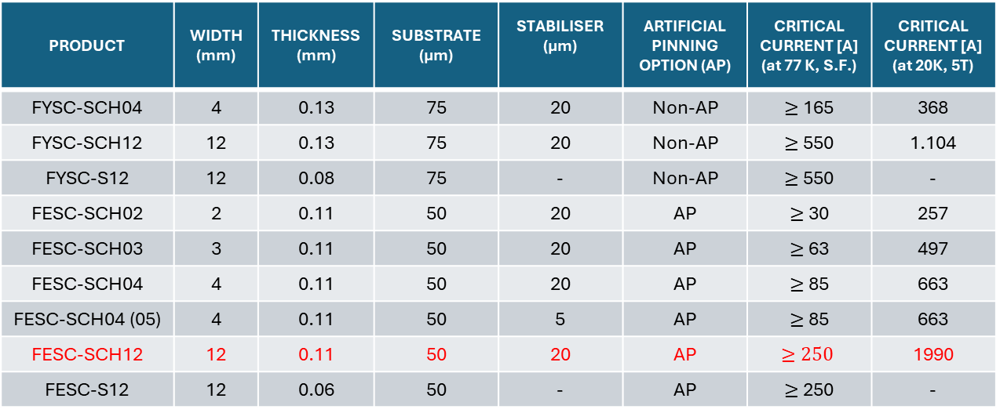 PRODUCT WIDTH (mm) THICKNESS (mm) SUBSTRATE (µm) STABILISER (µm) ARTIFICIAL PINNING OPTION (AP) CRITICAL CURRENT [A] (at 77 K, S.F.) CRITICAL CURRENT [A] (at 20K, 5T)
FYSC-SCH04 4 0.13 75 20 Non-AP ≥ 165 368
FYSC-SCH12 12 0.13 75 20 Non-AP ≥ 550 1.104
FYSC-S12 12 0.08 75 - Non-AP ≥ 550 -
FESC-SCH02 2 0.11 50 20 AP ≥ 30 257
FESC-SCH03 3 0.11 50 20 AP ≥ 63 497
FESC-SCH04 4 0.11 50 20 AP ≥ 85 663
FESC-SCH04 (05) 4 0.11 50 5 AP ≥ 85 663
FESC-SCH12 12 0.11 50 20 AP ≥ 250 1990
FESC-S12 12 0.06 50 - AP ≥ 250 -